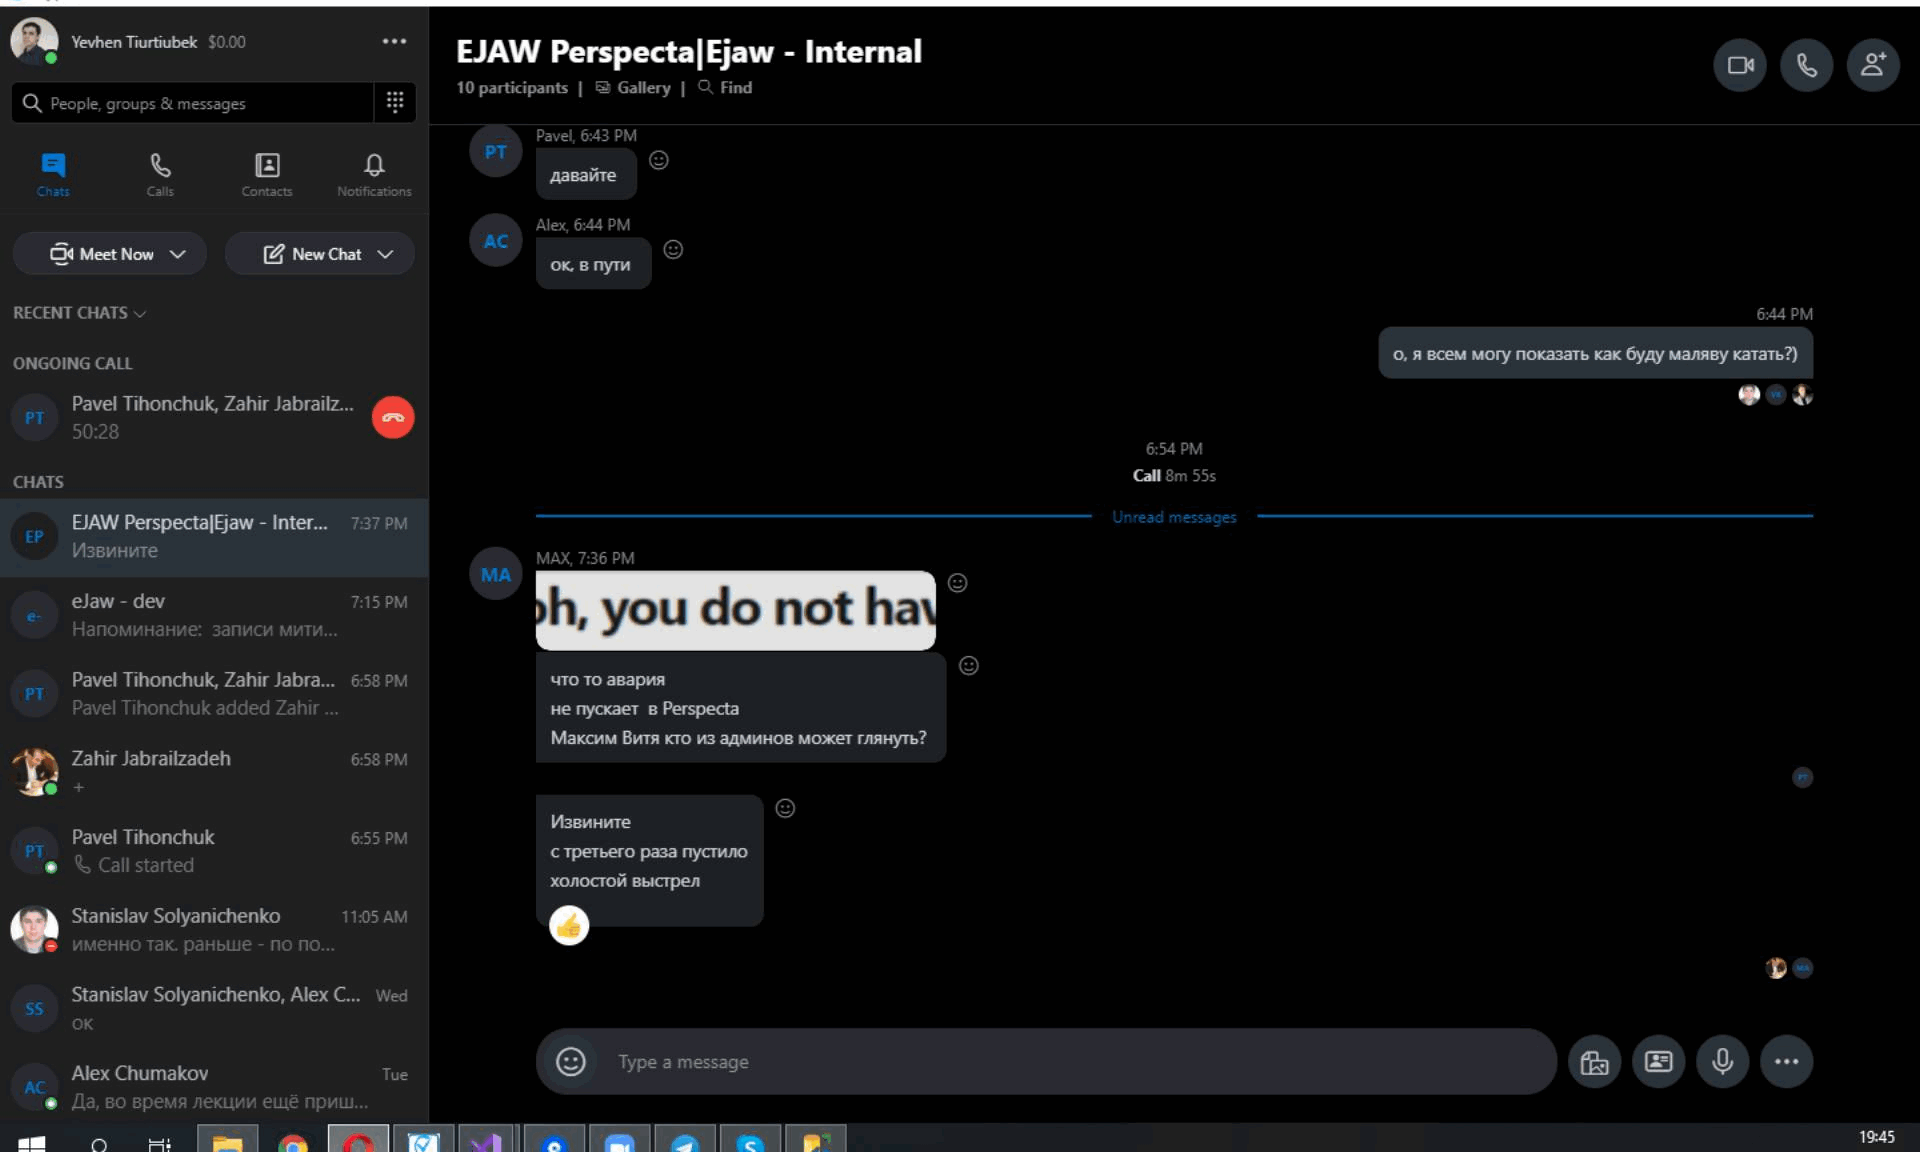 Yevhen Tiurtiubek $0.00
People, groups & messages
Chats
Calls
Contacts
Notifications
Meet Now
New Chat
RECENT CHATS
ONGOING CALL
PT
Pavel Tihonchuk, Zahir Jabrailz...
50:28
CHATS
EP
EJAW Perspecta|Ejaw - Inter... 7:37 PM
Извините
e-
eJaw - dev 7:15 PM
Напоминание: записи мити...
PT
Pavel Tihonchuk, Zahir Jabra... 6:58 PM
Pavel Tihonchuk added Zahir ...
Zahir Jabrailzadeh 6:58 PM
+
PT
Pavel Tihonchuk 6:55 PM
Call started
Stanislav Solyanichenko 11:05 AM
именно так. раньше - по по...
SS
Stanislav Solyanichenko, Alex C... Wed
ок
AC
Alex Chumakov Tue
Да, во время лекции ещё приш...
EJAW Perspecta|Ejaw - Internal
10 participants | Gallery | Find
PT
Pavel, 6:43 PM
давайте
AC
Alex, 6:44 PM
ок, в пути
6:44 PM
о, я всем могу показать как буду маляву катать?)
VK
6:54 PM
Call 8m 55s
Unread messages
MA
MAX, 7:36 PM
oh, you do not hav
что то авария
не пускает в Perspecta
Максим Витя кто из админов может глянуть?
PT
Извините
с третьего раза пустило
холостой выстрел
MA
Type a message
19:45